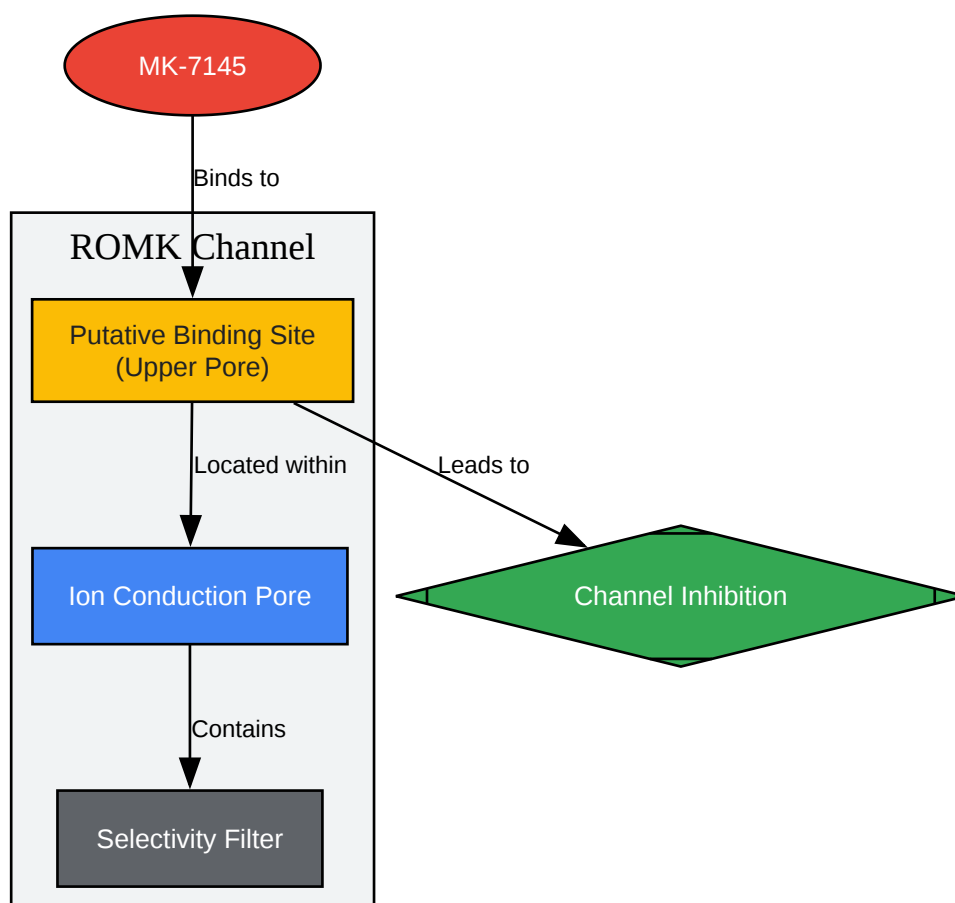 MK-7145
Binds to
ROMK Channel
Putative Binding Site
(Upper Pore)
Located within
Leads to
Ion Conduction Pore
Channel Inhibition
Contains
Selectivity Filter